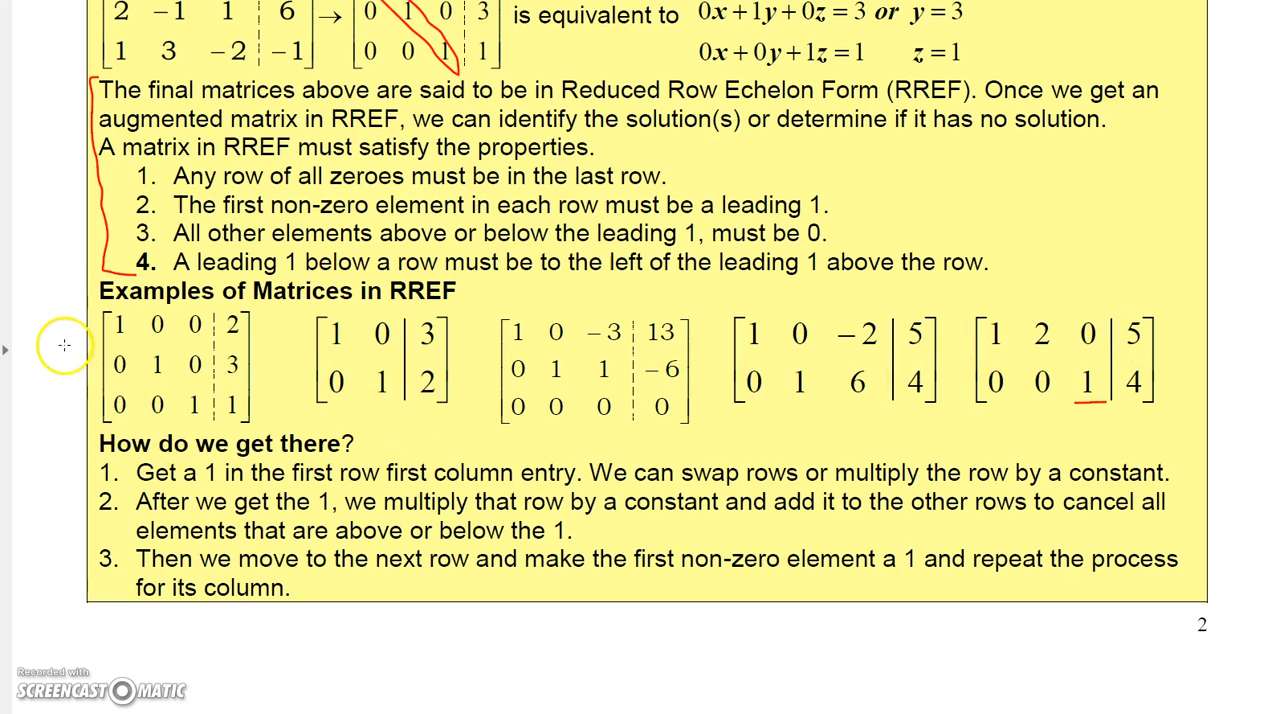 2 −1 1 6 → 0 1 0 3 is equivalent to 0x + 1y + 0z = 3 or y = 3
1 3 −2 −1 0 0 1 1 0x + 0y + 1z = 1 z = 1
The final matrices above are said to be in Reduced Row Echelon Form (RREF). Once we get an
augmented matrix in RREF, we can identify the solution(s) or determine if it has no solution.
A matrix in RREF must satisfy the properties.
1. Any row of all zeroes must be in the last row.
2. The first non-zero element in each row must be a leading 1.
3. All other elements above or below the leading 1, must be 0.
4. A leading 1 below a row must be to the left of the leading 1 above the row.
Examples of Matrices in RREF
1 0 0 2 1 0 3 1 0 −3 13 1 0 −2 5 1 2 0 5
0 1 0 3 0 1 2 0 1 1 −6 0 1 6 4 0 0 1 4
0 0 1 1 0 0 0 0
How do we get there?
1. Get a 1 in the first row first column entry. We can swap rows or multiply the row by a constant.
2. After we get the 1, we multiply that row by a constant and add it to the other rows to cancel all
elements that are above or below the 1.
3. Then we move to the next row and make the first non-zero element a 1 and repeat the process
for its column.
2
Recorded with
SCREENCAST-O-MATIC